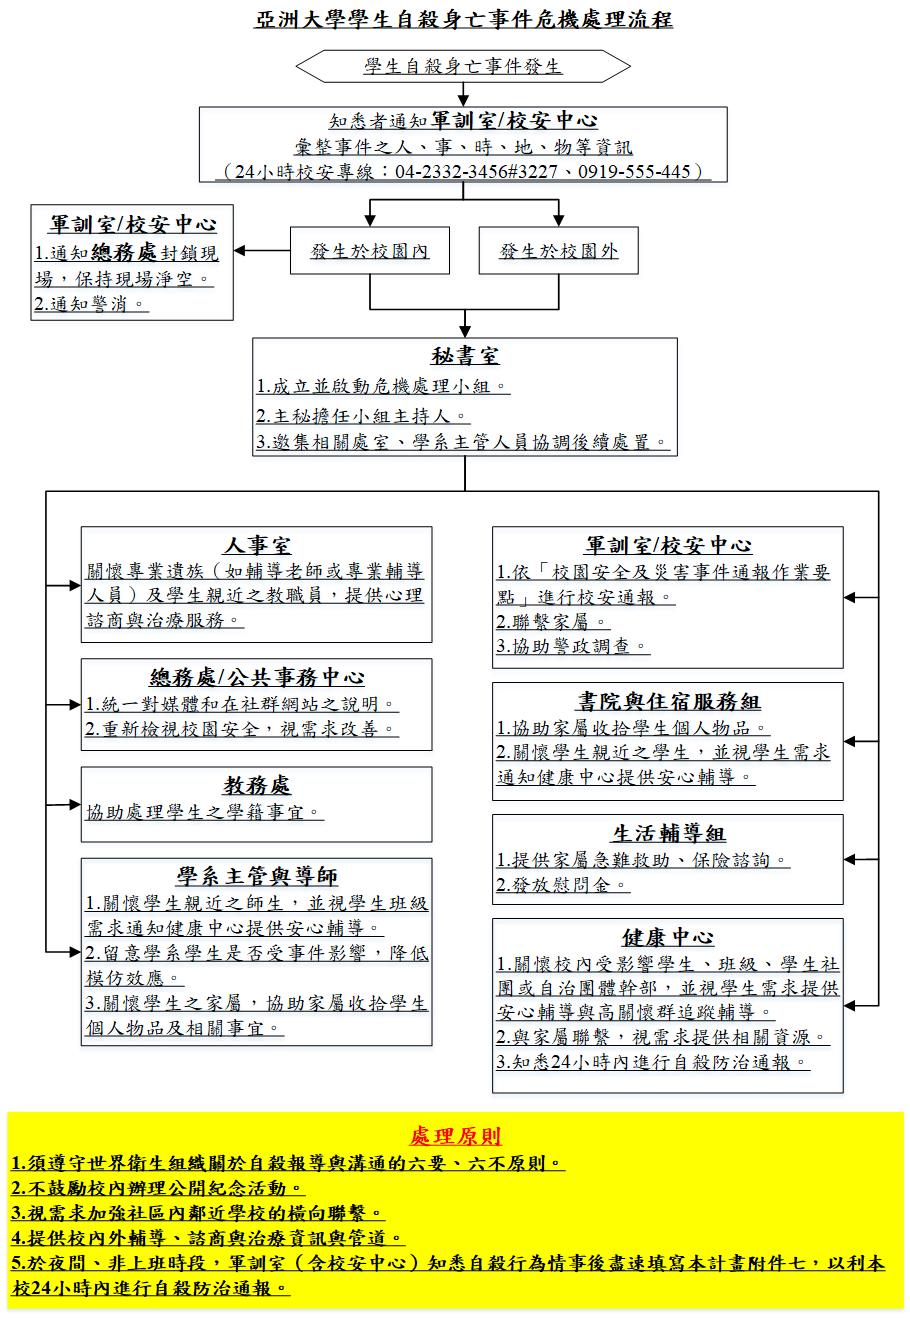 亞洲大學學生自殺身亡事件危機處理流程
學生自殺身亡事件發生
知悉者通知軍訓室/校安中心
彙整事件之人、事、時、地、物等資訊
（24小時校安專線：04-2332-3456#3227、0919-555-445）
軍訓室/校安中心
1.通知總務處封鎖現
場，保持現場淨空。
2.通知警消。
發生於校園內
發生於校園外
秘書室
1.成立並啟動危機處理小組。
2.主秘擔任小組主持人。
3.邀集相關處室、學系主管人員協調後續處置。
人事室
關懷專業遺族（如輔導老師或專業輔導
人員）及學生親近之教職員，提供心理
諮商與治療服務。
總務處/公共事務中心
1.統一對媒體和在社群網站之說明。
2.重新檢視校園安全，視需求改善。
教務處
協助處理學生之學籍事宜。
學系主管與導師
1.關懷學生親近之師生，並視學生班級
需求通知健康中心提供安心輔導。
2.留意學系學生是否受事件影響，降低
模仿效應。
3.關懷學生之家屬，協助家屬收拾學生
個人物品及相關事宜。
軍訓室/校安中心
1.依「校園安全及災害事件通報作業要
點」進行校安通報。
2.聯繫家屬。
3.協助警政調查。
書院與住宿服務組
1.協助家屬收拾學生個人物品。
2.關懷學生親近之學生，並視學生需求
通知健康中心提供安心輔導。
生活輔導組
1.提供家屬急難救助、保險諮詢。
2.發放慰問金。
健康中心
1.關懷校內受影響學生、班級、學生社
團或自治團體幹部，並視學生需求提供
安心輔導與高關懷群追蹤輔導。
2.與家屬聯繫，視需求提供相關資源。
3.知悉24小時內進行自殺防治通報。
處理原則
1.須遵守世界衛生組織關於自殺報導與溝通的六要、六不原則。
2.不鼓勵校內辦理公開紀念活動。
3.視需求加強社區內鄰近學校的橫向聯繫。
4.提供校內外輔導、諮商與治療資訊與管道。
5.於夜間、非上班時段，軍訓室（含校安中心）知悉自殺行為情事後盡速填寫本計畫附件七，以利本
校24小時內進行自殺防治通報。